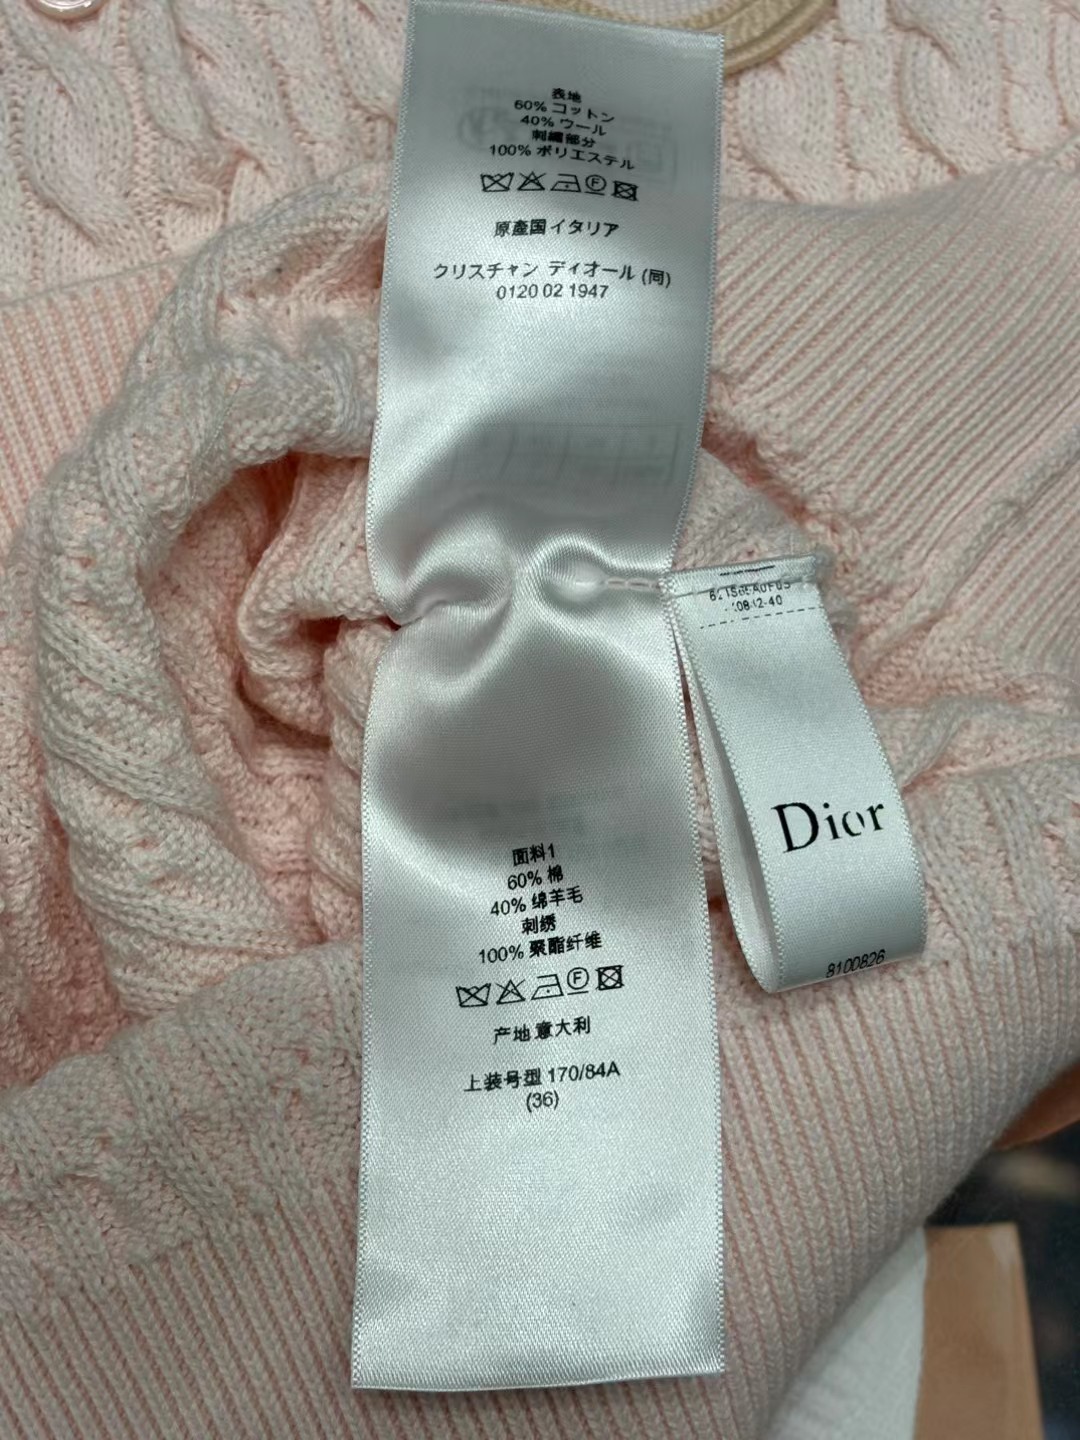 表地
60% コットン
40% ウール
刺繍部分
100% ポリエステル
F
原產国イタリア
クリスチャン ディオール (同)
0120 02 1947
Dior
8100826
面料1
60% 棉
40% 绵羊毛
刺绣
100% 聚酯纤维
F
产地意大利
上装号型 170/84A
(36)